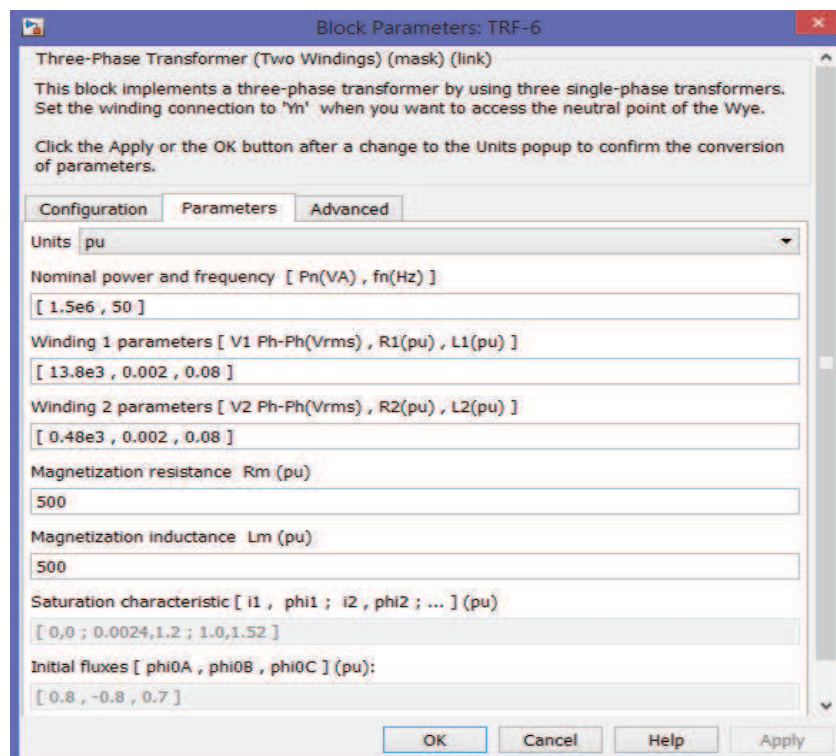 Block Parameters: TRF-6
Three-Phase Transformer (Two Windings) (mask) (link)
This block implements a three-phase transformer by using three single-phase transformers.
Set the winding connection to 'Yn' when you want to access the neutral point of the Wye.
Click the Apply or the OK button after a change to the Units popup to confirm the conversion
of parameters.
Configuration Parameters Advanced
Units pu
Nominal power and frequency [ Pn(VA) , fn(Hz) ]
[ 1.5e6 , 50 ]
Winding 1 parameters [ V1 Ph-Ph(Vrms) , R1(pu) , L1(pu) ]
[ 13.8e3 , 0.002 , 0.08 ]
Winding 2 parameters [ V2 Ph-Ph(Vrms) , R2(pu) , L2(pu) ]
[ 0.48e3 , 0.002 , 0.08 ]
Magnetization resistance Rm (pu)
500
Magnetization inductance Lm (pu)
500
Saturation characteristic [ i1 , phi1 ; i2 , phi2 ; ... ] (pu)
[ 0,0 ; 0.0024,1.2 ; 1.0,1.52 ]
Initial fluxes [ phi0A , phi0B , phi0C ] (pu):
[ 0.8 , -0.8 , 0.7 ]
OK Cancel Help Apply